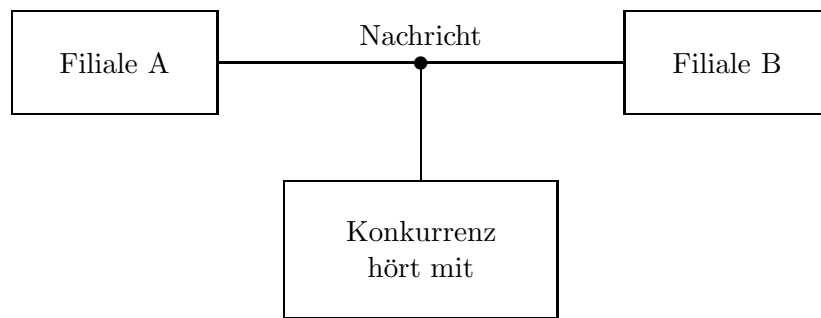 Nachricht
Filiale A
Filiale B
Konkurrenz
hört mit